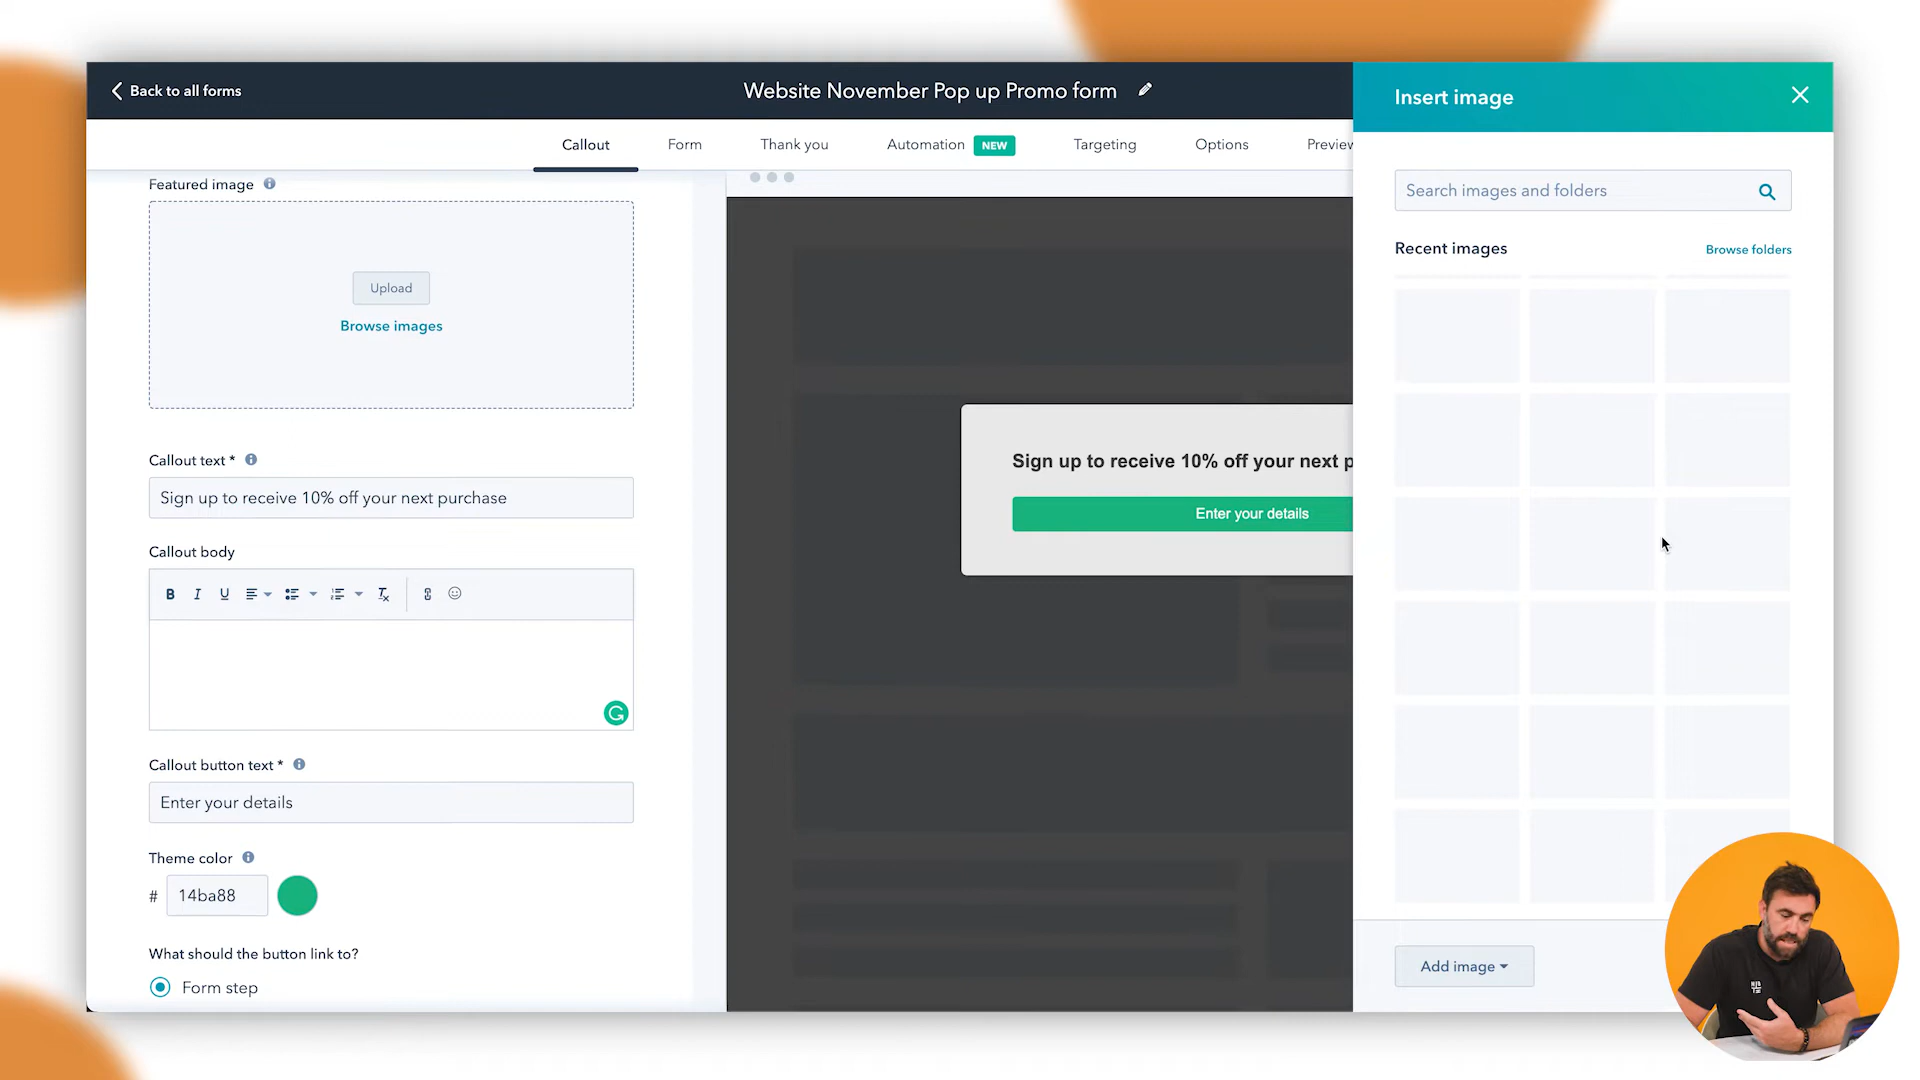 Back to all forms
Website November Pop up Promo form
Insert image
Callout
Form
Thank you
Automation NEW
Targeting
Options
Preview
Featured image
Upload
Browse images
Callout text *
Sign up to receive 10% off your next purchase
Callout body
B I U
Callout button text *
Enter your details
Theme color
# 14ba88
What should the button link to?
Form step
Sign up to receive 10% off your next p
Enter your details
Search images and folders
Recent images
Browse folders
Add image